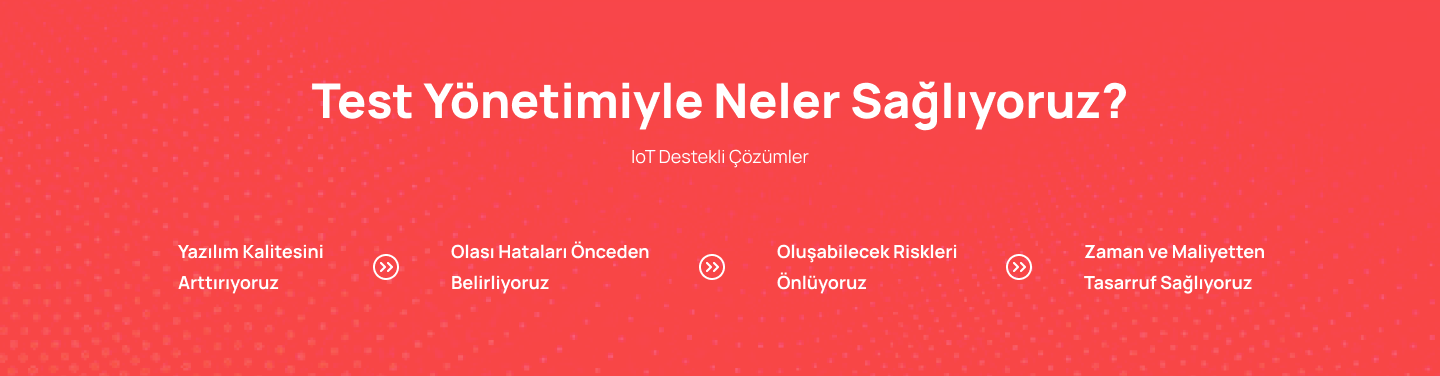 Test Yönetimiyle Neler Sağlıyoruz?
IoT Destekli Çözümler
Yazılım Kalitesini
Arttırıyoruz
Olası Hataları Önceden
Belirliyoruz
Oluşabilecek Riskleri
Önlüyoruz
Zaman ve Maliyetten
Tasarruf Sağlıyoruz